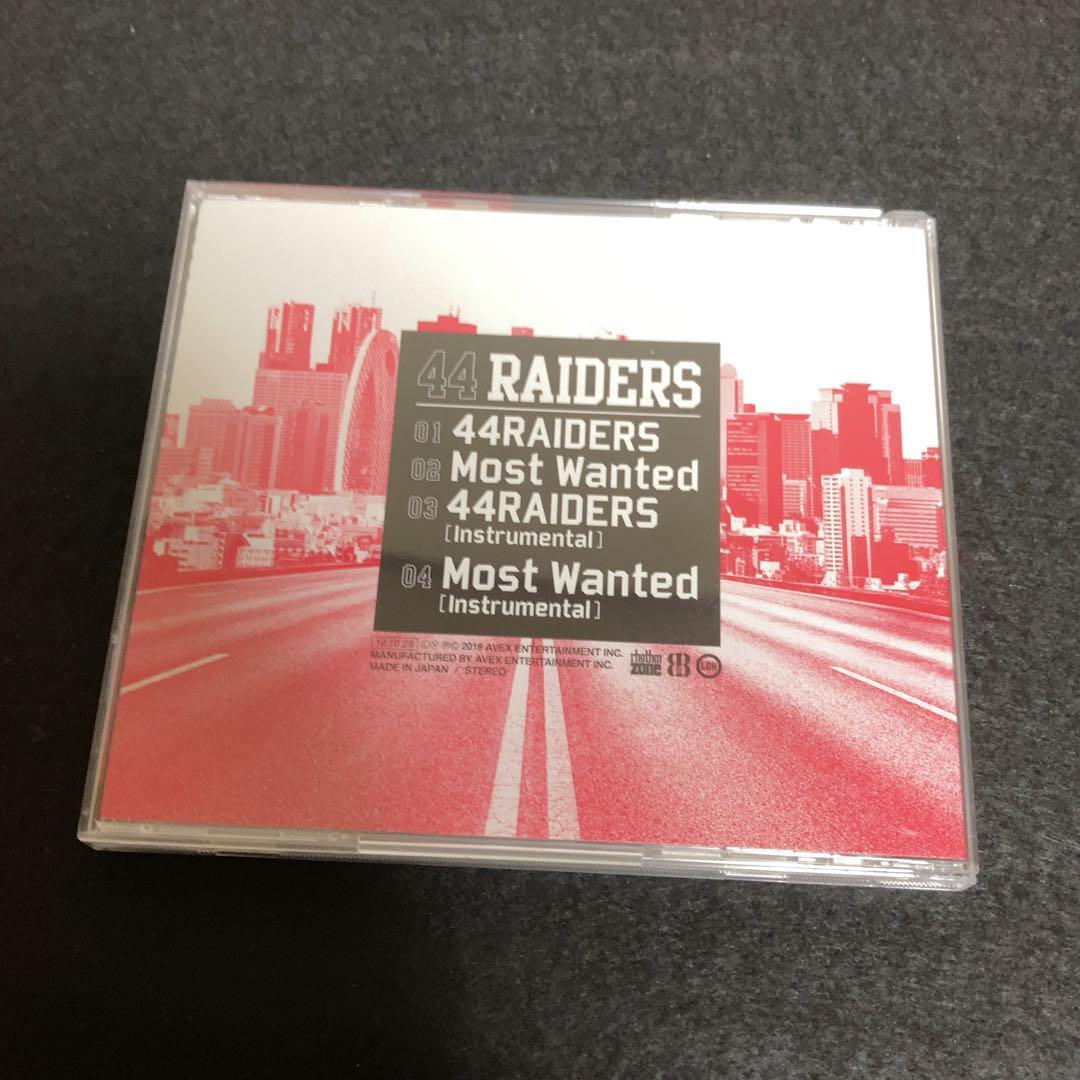 44 RAIDERS
01 44RAIDERS
02 Most Wanted
03 44RAIDERS
[Instrumental]
04 Most Wanted
[Instrumental]
℗© 2019 AVEX ENTERTAINMENT INC.
MANUFACTURED BY AVEX ENTERTAINMENT INC.
MADE IN JAPAN / STEREO
rhythm
zone
LDH